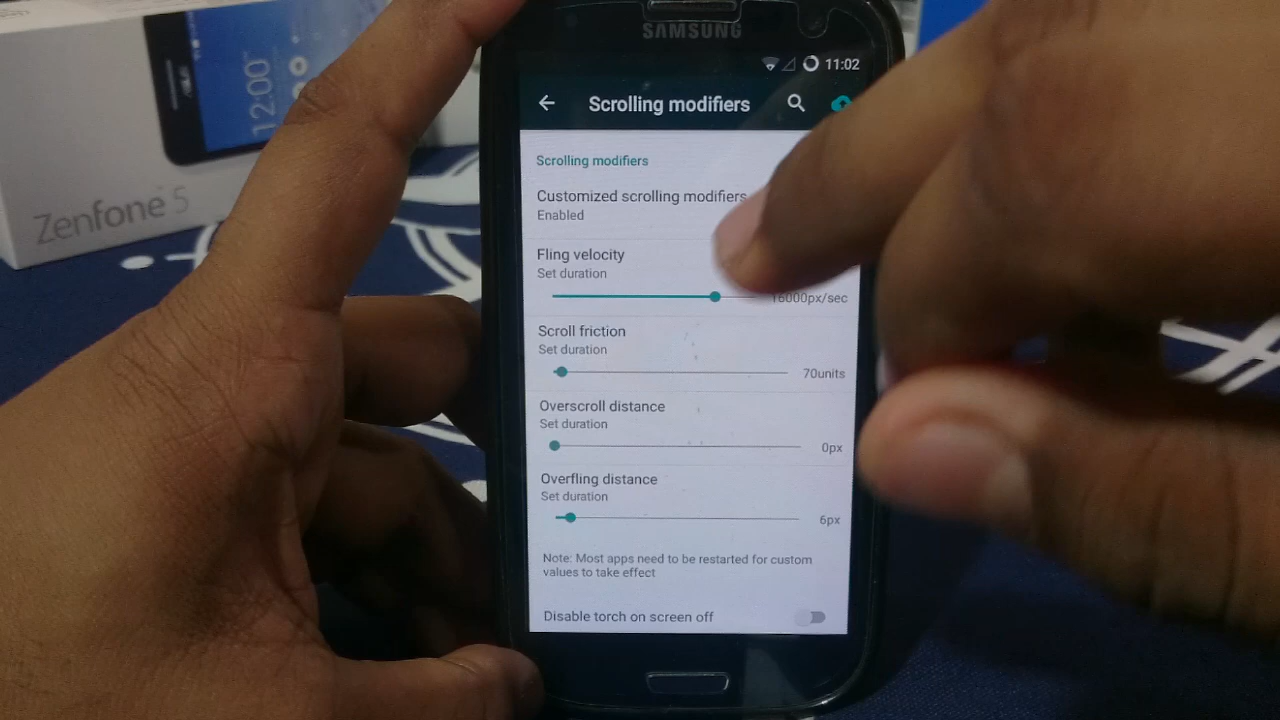 SAMSUNG
11:02
Scrolling modifiers
Scrolling modifiers
Customized scrolling modifiers
Enabled
Fling velocity
Set duration
16000px/sec
Scroll friction
Set duration
70units
Overscroll distance
Set duration
0px
Overfling distance
Set duration
6px
Note: Most apps need to be restarted for custom
values to take effect
Disable torch on screen off
12:00
Zenfone 5